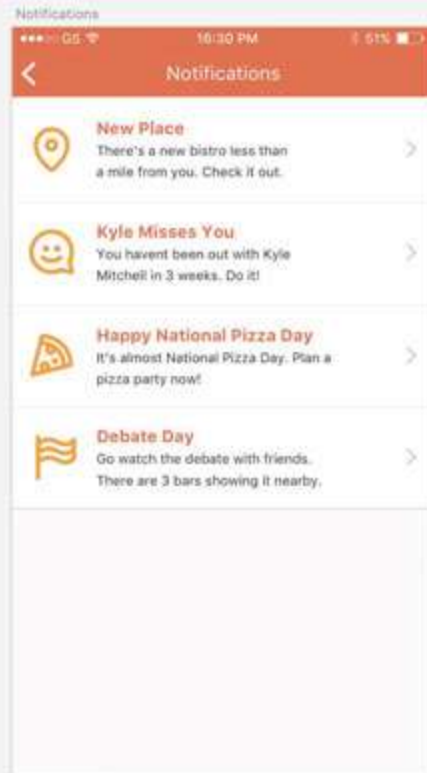 Notifications
GS 16:30 PM 51%
Notifications
New Place
There's a new bistro less than
a mile from you. Check it out.
Kyle Misses You
You havent been out with Kyle
Mitchell in 3 weeks. Do it!
Happy National Pizza Day
It's almost National Pizza Day. Plan a
pizza party now!
Debate Day
Go watch the debate with friends.
There are 3 bars showing it nearby.